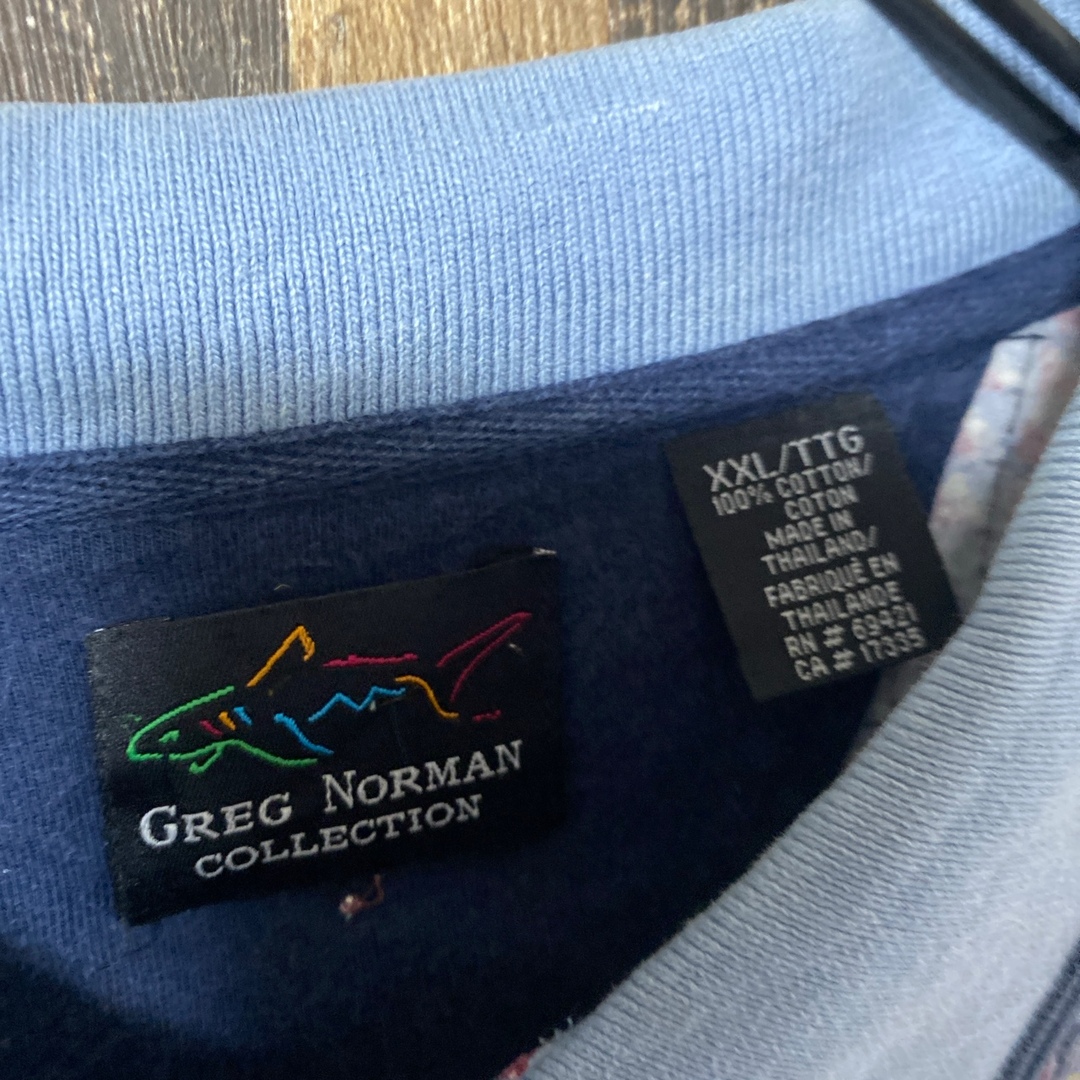 GREG NORMAN
COLLECTION
XXL/TTG
100% COTTON/
COTON
MADE IN
THAILAND/
FABRIQUÉ EN
THAILANDE
RN # 69421
CA # 17335